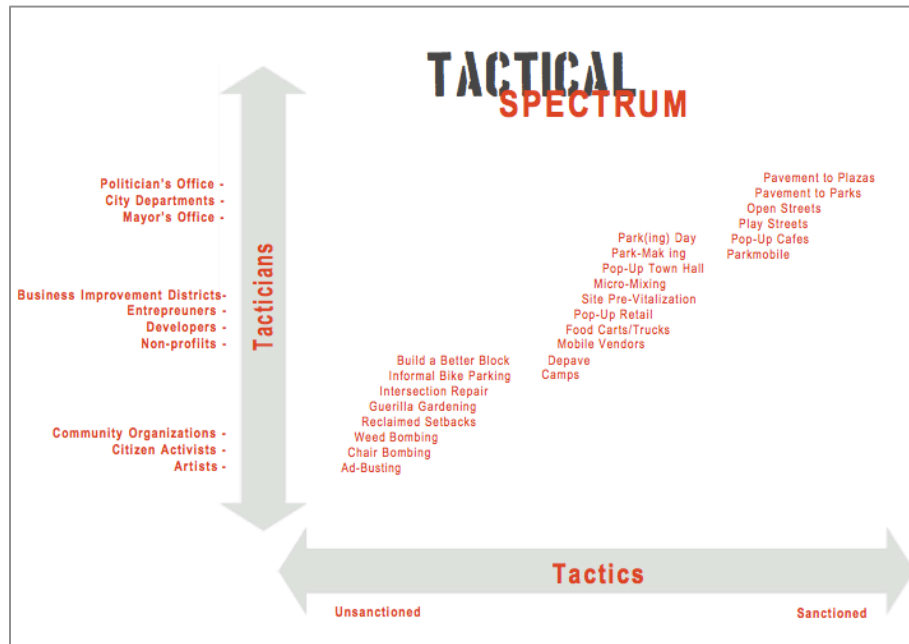 TACTICAL
SPECTRUM
Politician's Office -
City Departments -
Mayor's Office -
Business Improvement Districts-
Entrepruners -
Developers -
Non-profiits -
Community Organizations -
Citizen Activists -
Artists -
Tacticians
Pavement to Plazas
Pavement to Parks
Open Streets
Play Streets
Pop-Up Cafes
Parkmobile
Park(ing) Day
Park-Mak ing
Pop-Up Town Hall
Micro-Mixing
Site Pre-Vitalization
Pop-Up Retail
Food Carts/Trucks
Mobile Vendors
Depave
Camps
Build a Better Block
Informal Bike Parking
Intersection Repair
Guerilla Gardening
Reclaimed Setbacks
Weed Bombing
Chair Bombing
Ad-Busting
Tactics
Unsanctioned
Sanctioned